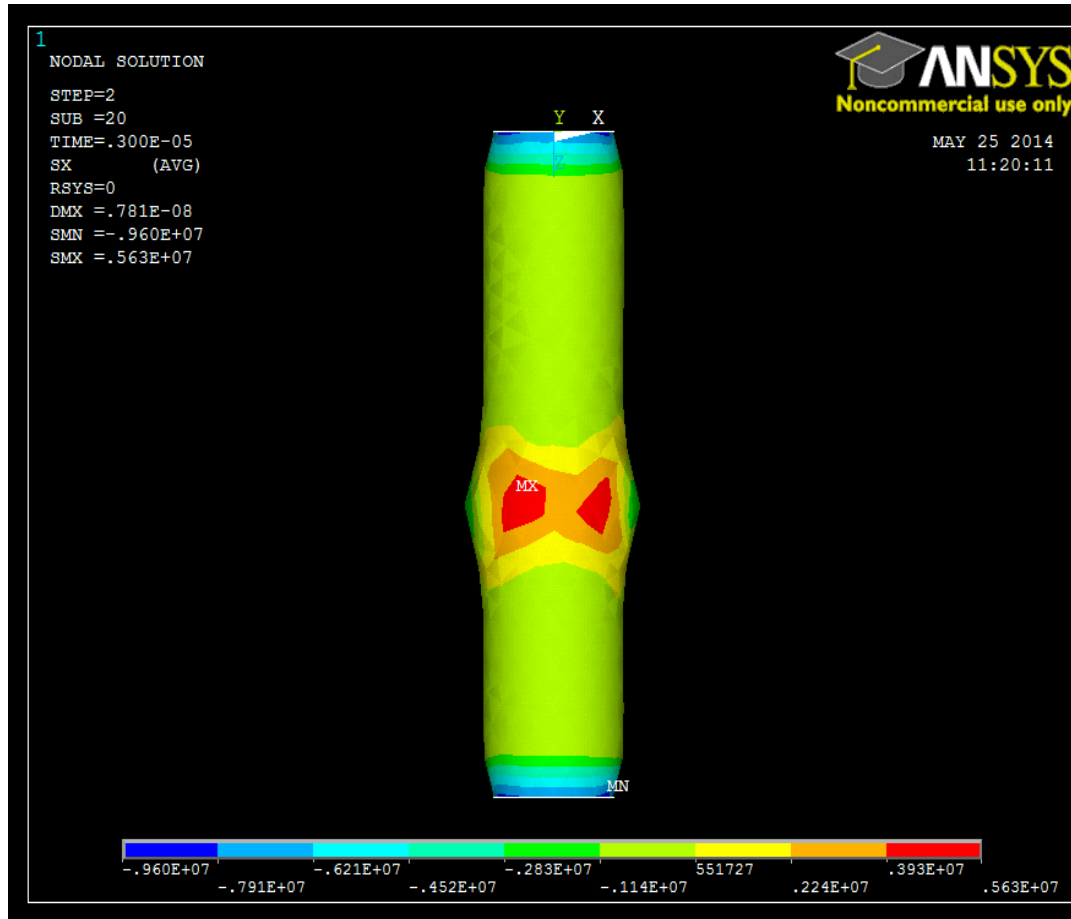 1
NODAL SOLUTION
STEP=2
SUB =20
TIME=.300E-05
SX (AVG)
RSYS=0
DMX =.781E-08
SMN =-.960E+07
SMX =.563E+07
ANSYS
Noncommercial use only
MAY 25 2014
11:20:11
Y X
Z
MX
MN
-.960E+07 -.621E+07 -.283E+07 551727 .393E+07
-.791E+07 -.452E+07 -.114E+07 .224E+07 .563E+07